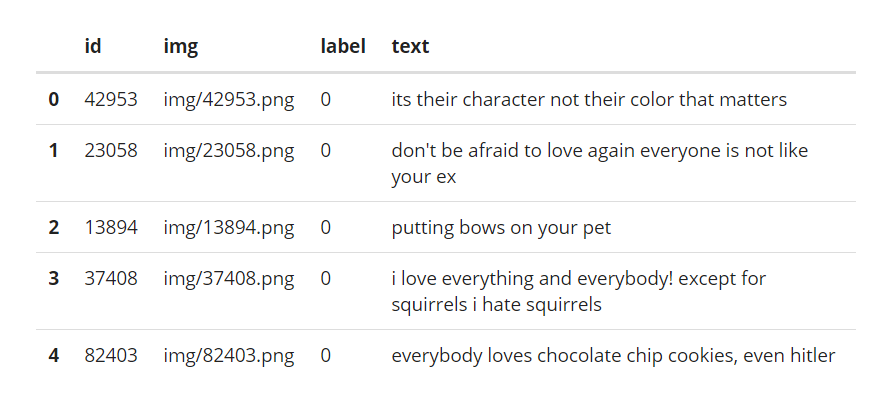 id img label text
0 42953 img/42953.png 0 its their character not their color that matters
1 23058 img/23058.png 0 don't be afraid to love again everyone is not like
your ex
2 13894 img/13894.png 0 putting bows on your pet
3 37408 img/37408.png 0 i love everything and everybody! except for
squirrels i hate squirrels
4 82403 img/82403.png 0 everybody loves chocolate chip cookies, even hitler